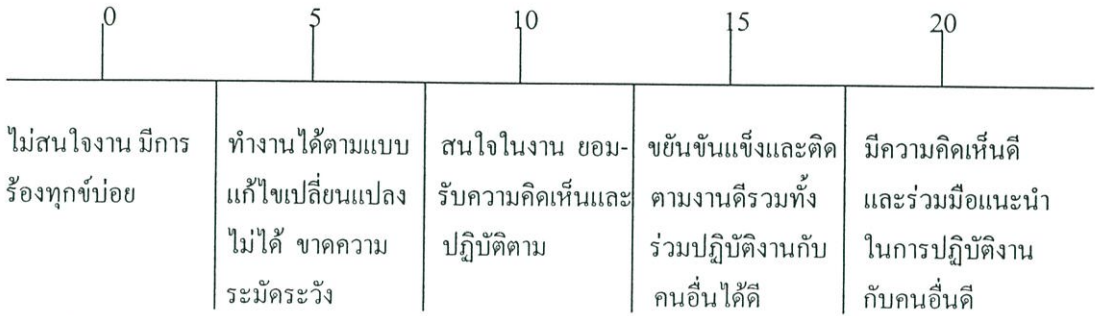 0 5 10 15 20
ไม่สนใจงาน มีการ
ร้องทุกข์บ่อย
ทำงานได้ตามแบบ
แก้ไขเปลี่ยนแปลง
ไม่ได้ ขาดความ
ระมัดระวัง
สนใจในงาน ยอม-
รับความคิดเห็นและ
ปฏิบัติตาม
ขยันขันแข็งและติด
ตามงานดีรวมทั้ง
ร่วมปฏิบัติงานกับ
คนอื่นได้ดี
มีความคิดเห็นดี
และร่วมมือแนะนำ
ในการปฏิบัติงาน
กับคนอื่นดี